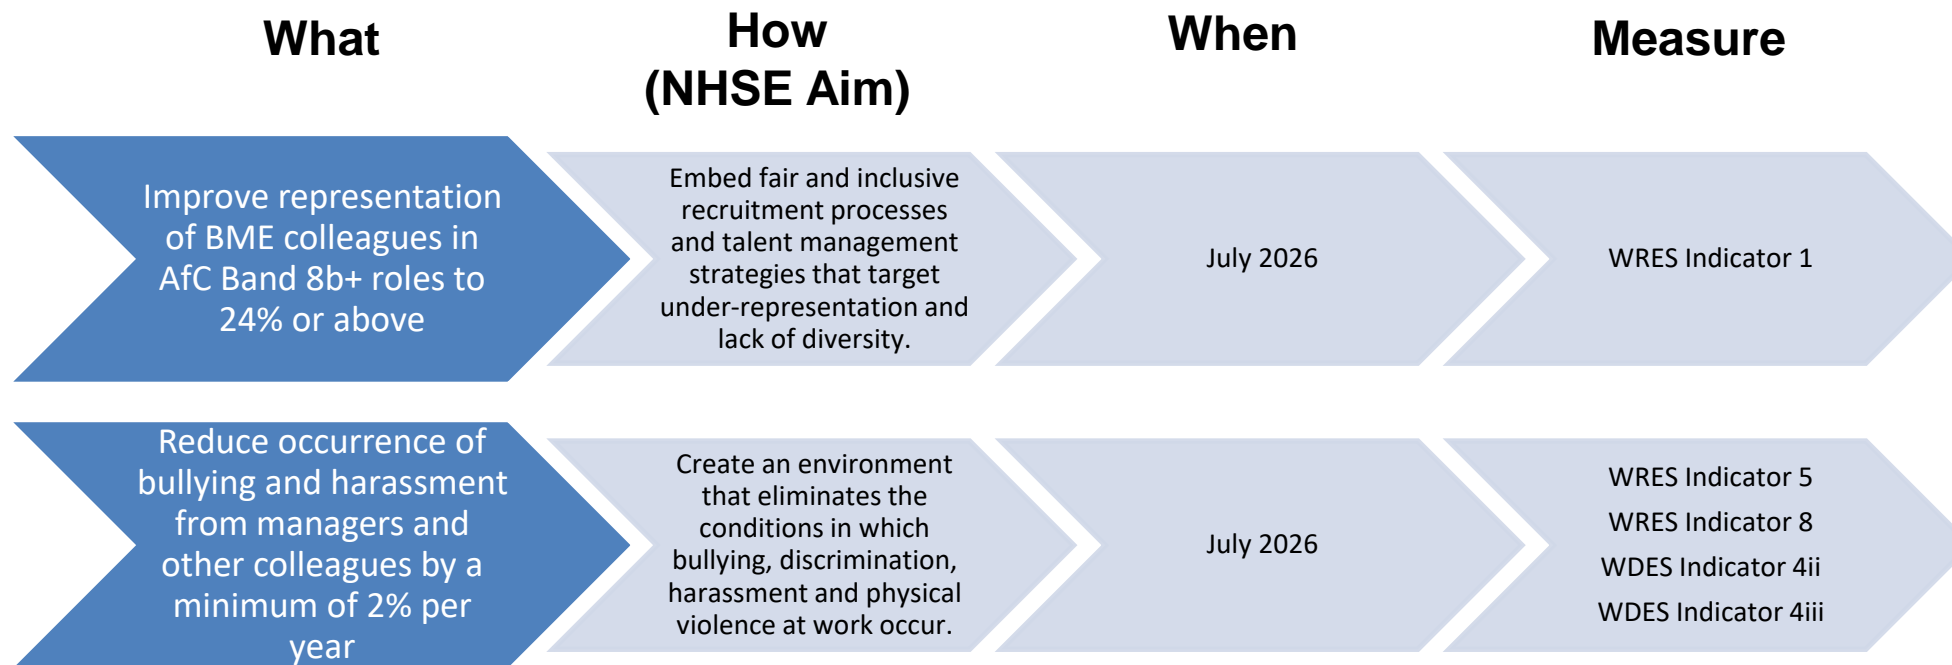 What
How
(NHSE Aim)
When
Measure
Improve representation
of BME colleagues in
AfC Band 8b+ roles to
24% or above
Embed fair and inclusive
recruitment processes
and talent management
strategies that target
under-representation and
lack of diversity.
July 2026
WRES Indicator 1
Reduce occurrence of
bullying and harassment
from managers and
other colleagues by a
minimum of 2% per
year
Create an environment
that eliminates the
conditions in which
bullying, discrimination,
harassment and physical
violence at work occur.
July 2026
WRES Indicator 5
WRES Indicator 8
WDES Indicator 4ii
WDES Indicator 4iii